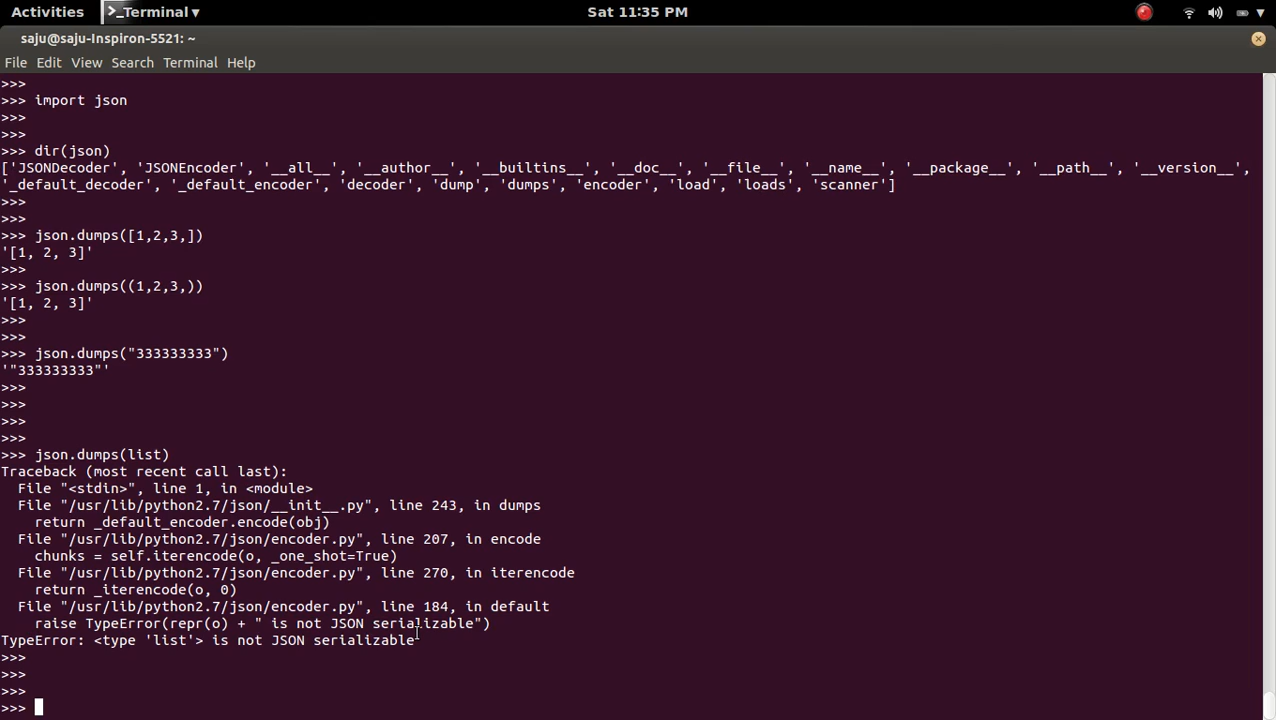 Activities >_Terminal ▾ Sat 11:35 PM
saju@saju-Inspiron-5521: ~
File Edit View Search Terminal Help
>>>
>>> import json
>>>
>>>
>>> dir(json)
['JSONDecoder', 'JSONEncoder', '__all__', '__author__', '__builtins__', '__doc__', '__file__', '__name__', '__package__', '__path__', '__version__',
'_default_decoder', '_default_encoder', 'decoder', 'dump', 'dumps', 'encoder', 'load', 'loads', 'scanner']
>>>
>>>
>>> json.dumps([1,2,3,])
'[1, 2, 3]'
>>>
>>> json.dumps((1,2,3,))
'[1, 2, 3]'
>>>
>>>
>>> json.dumps("333333333")
'"333333333"'
>>>
>>>
>>>
>>>
>>> json.dumps(list)
Traceback (most recent call last):
  File "<stdin>", line 1, in <module>
  File "/usr/lib/python2.7/json/__init__.py", line 243, in dumps
    return _default_encoder.encode(obj)
  File "/usr/lib/python2.7/json/encoder.py", line 207, in encode
    chunks = self.iterencode(o, _one_shot=True)
  File "/usr/lib/python2.7/json/encoder.py", line 270, in iterencode
    return _iterencode(o, 0)
  File "/usr/lib/python2.7/json/encoder.py", line 184, in default
    raise TypeError(repr(o) + " is not JSON serializable")
TypeError: <type 'list'> is not JSON serializable
>>>
>>>
>>>
>>>